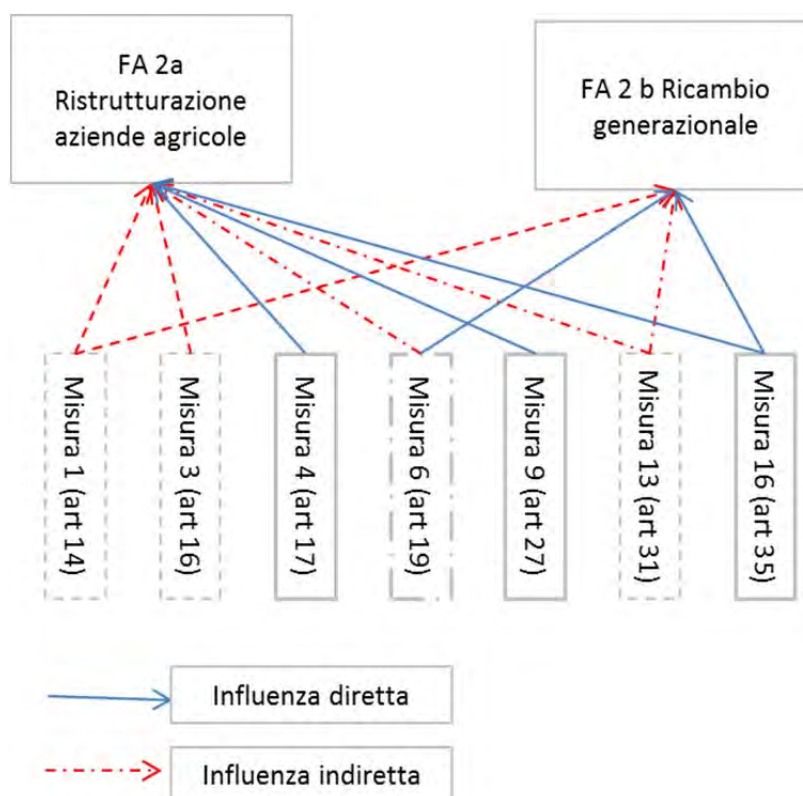 FA 2a
Ristrutturazione
aziende agricole
FA 2 b Ricambio
generazionale
Misura 1 (art 14)
Misura 3 (art 16)
Misura 4 (art 17)
Misura 6 (art 19)
Misura 9 (art 27)
Misura 13 (art 31)
Misura 16 (art 35)
Influenza diretta
Influenza indiretta